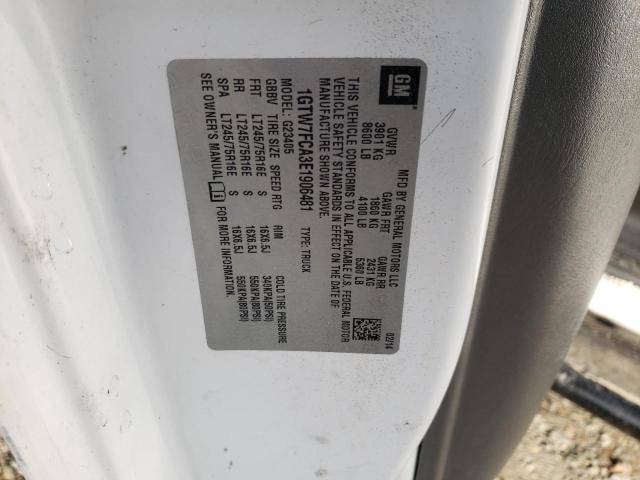 GM
MFD BY GENERAL MOTORS LLC
02/14
GVWR GAWR FRT GAWR RR
3901 KG 1860 KG 2431 KG
8600 LB 4100 LB 5360 LB
THIS VEHICLE CONFORMS TO ALL APPLICABLE U.S. FEDERAL MOTOR
VEHICLE SAFETY STANDARDS IN EFFECT ON THE DATE OF
MANUFACTURE SHOWN ABOVE.
1GTW7FCA3E1906481 TYPE: TRUCK
MODEL: G23405
GBBV TIRE SIZE SPEED RTG RIM COLD TIRE PRESSURE
FRT LT245/75R16E S 16X6.5J 340KPA(50PSI)
RR LT245/75R16E S 16X6.5J 550KPA(80PSI)
SPA LT245/75R16E S 16X6.5J 550KPA(80PSI)
SEE OWNER'S MANUAL FOR MORE INFORMATION.